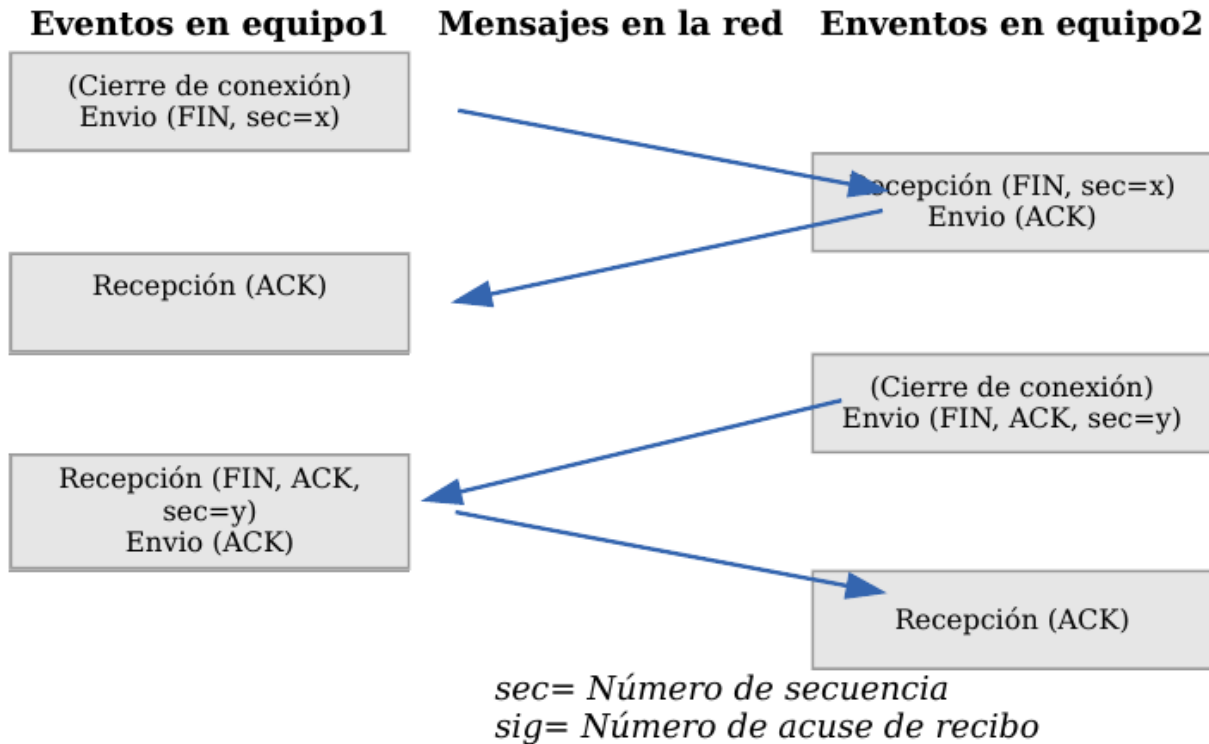 Eventos en equipo1
Mensajes en la red
Enventos en equipo2
(Cierre de conexión)
Envio (FIN, sec=x)
Recepción (FIN, sec=x)
Envio (ACK)
Recepción (ACK)
(Cierre de conexión)
Envio (FIN, ACK, sec=y)
Recepción (FIN, ACK,
sec=y)
Envio (ACK)
Recepción (ACK)
sec= Número de secuencia
sig= Número de acuse de recibo